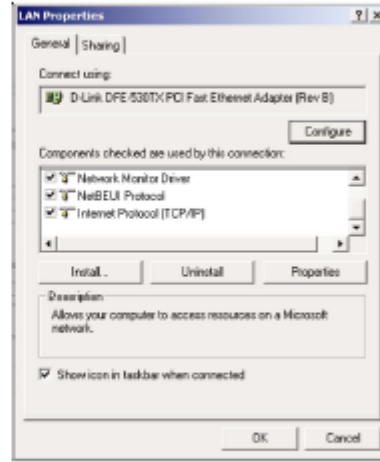 LAN Properties
General Sharing
Connect using:
D-Link DFE-530TX PCI Fast Ethernet Adapter (Rev B)
Configure
Components checked are used by this connection:
Network Monitor Driver
NetBEUI Protocol
Internet Protocol (TCP/IP)
Install... Uninstall Properties
Description
Allows your computer to access resources on a Microsoft
network.
Show icon in taskbar when connected
OK Cancel